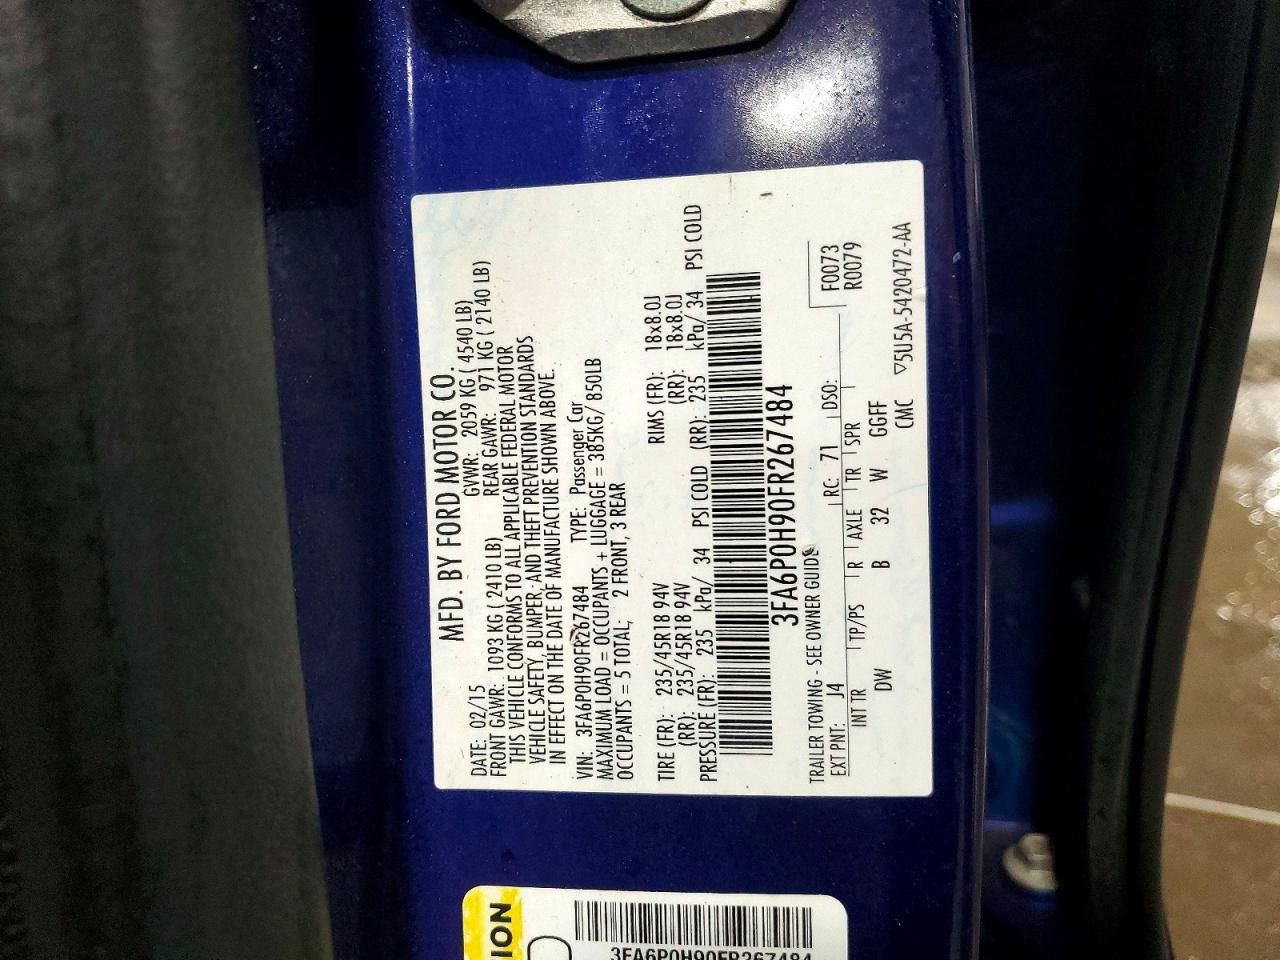 MFD. BY FORD MOTOR CO.
DATE: 02/15 GVWR: 2059 KG ( 4540 LB)
FRONT GAWR: 1093 KG ( 2410 LB) REAR GAWR: 971 KG ( 2140 LB)
THIS VEHICLE CONFORMS TO ALL APPLICABLE FEDERAL MOTOR
VEHICLE SAFETY, BUMPER, AND THEFT PREVENTION STANDARDS
IN EFFECT ON THE DATE OF MANUFACTURE SHOWN ABOVE.
VIN: 3FA6P0H90FR267484 TYPE: Passenger Car
MAXIMUM LOAD = OCCUPANTS + LUGGAGE = 385KG/ 850LB
OCCUPANTS = 5 TOTAL; 2 FRONT, 3 REAR
TIRE (FR): 235/45R18 94V RIMS (FR): 18x8.0J
(RR): 235/45R18 94V (RR): 18x8.0J
PRESSURE (FR): 235 kPa/ 34 PSI COLD (RR): 235 kPa/ 34 PSI COLD
3FA6P0H90FR267484
TRAILER TOWING - SEE OWNER GUIDE F0073
EXT PNT: J4 RC: 71 DSO: R0079
INT TR TP/PS R AXLE TR SPR
DW B 32 W GGFF
CMC ▽5U5A-5420472-AA
ION
3FA6P0H90FR267484